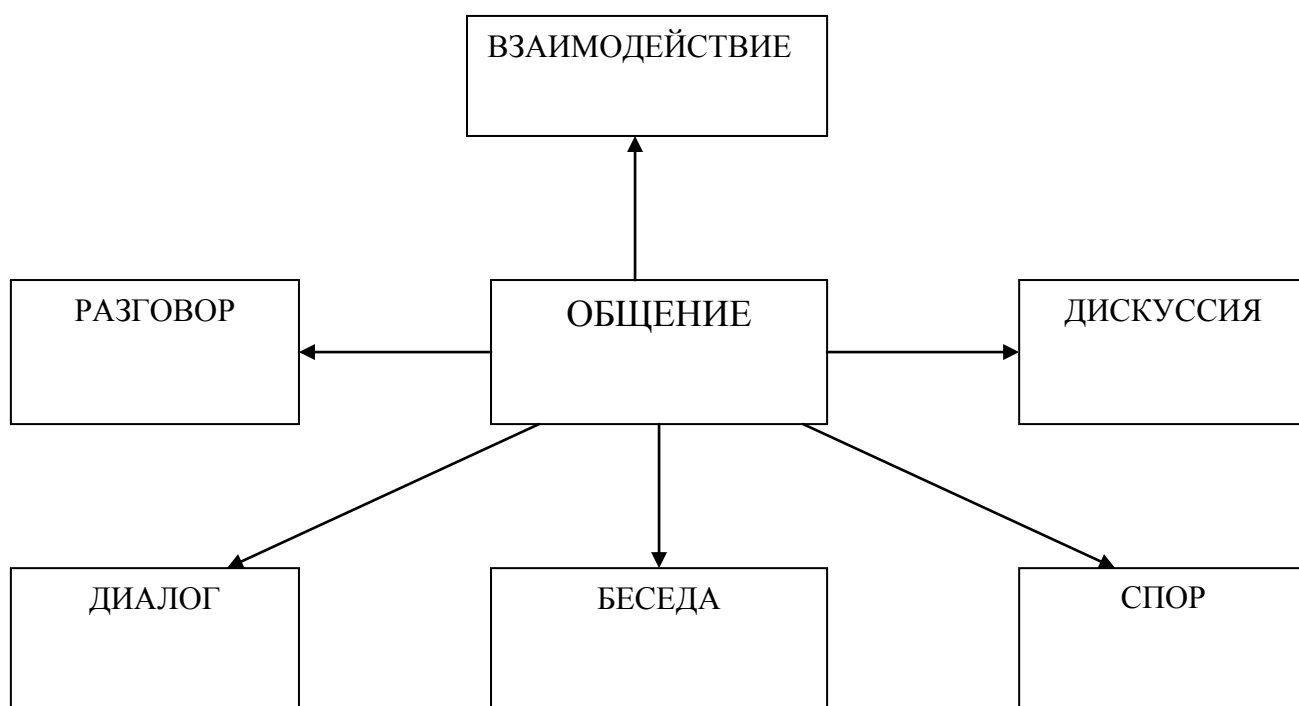 ВЗАИМОДЕЙСТВИЕ
РАЗГОВОР
ОБЩЕНИЕ
ДИСКУССИЯ
ДИАЛОГ
БЕСЕДА
СПОР